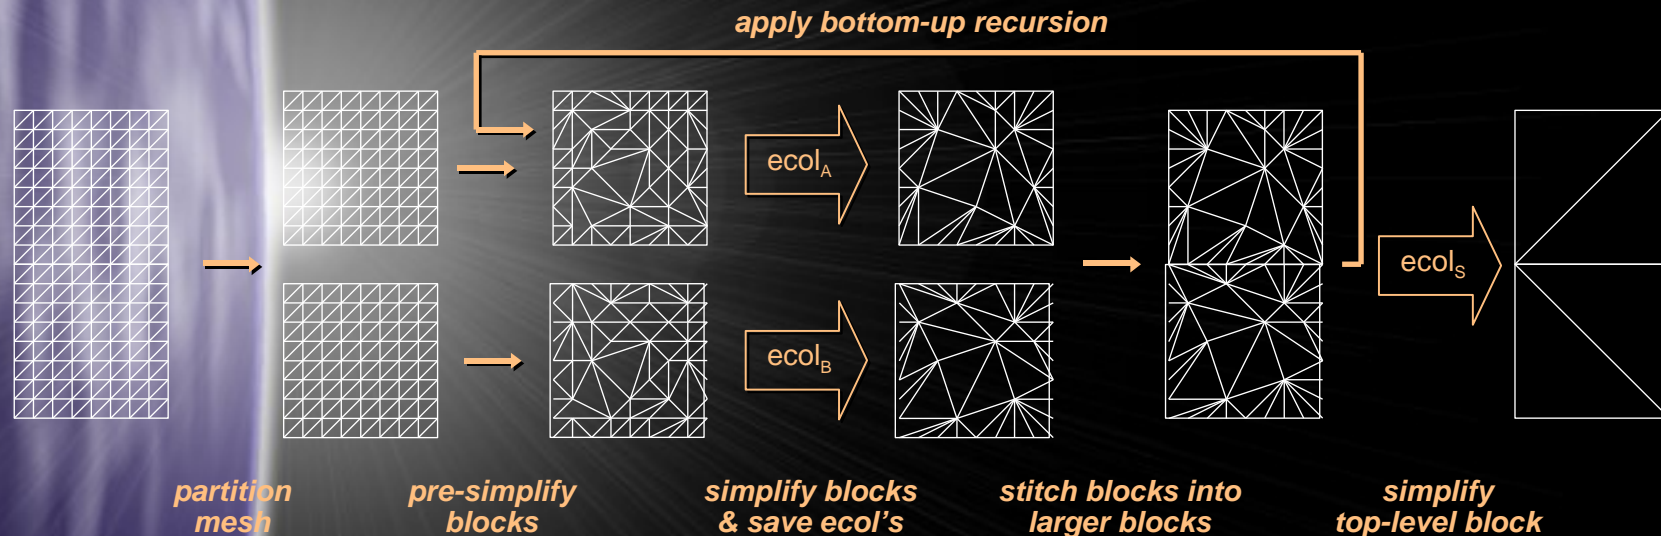 apply bottom-up recursion
ecolA
ecolS
ecolB
partition
mesh
pre-simplify
blocks
simplify blocks
& save ecol's
stitch blocks into
larger blocks
simplify
top-level block